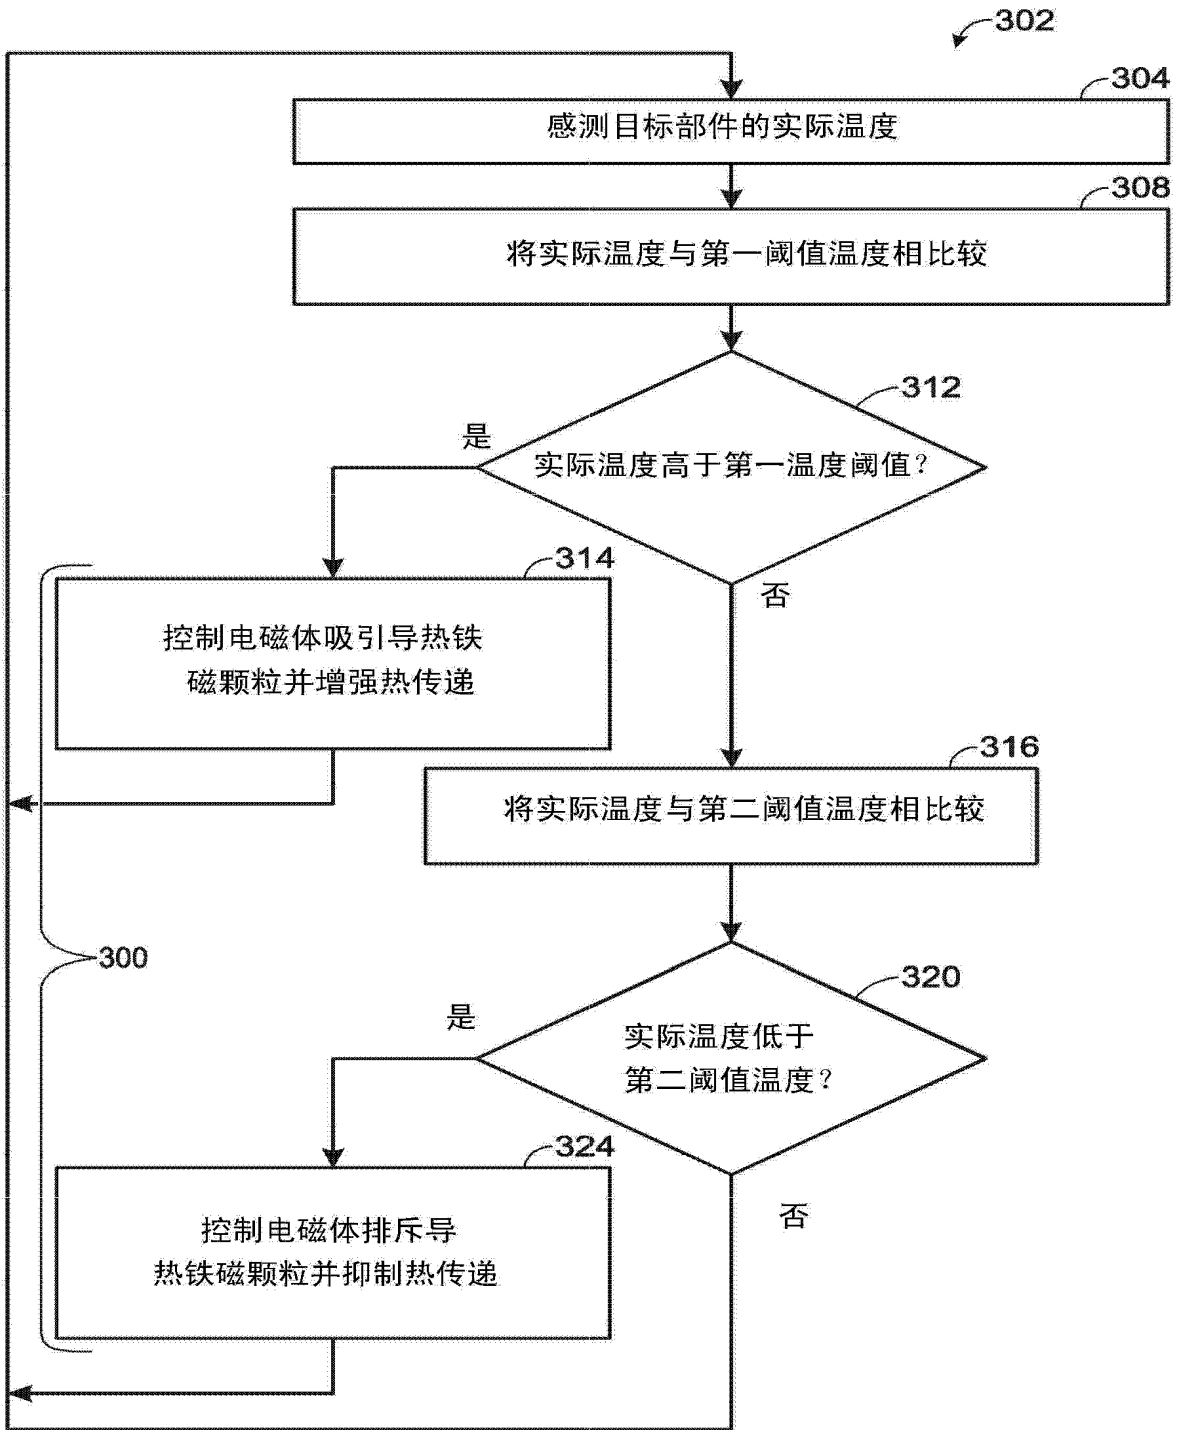 302
304
感测目标部件的实际温度
308
将实际温度与第一阈值温度相比较
312
是
实际温度高于第一温度阈值？
314
否
控制电磁体吸引导热铁
磁颗粒并增强热传递
316
将实际温度与第二阈值温度相比较
300
320
是
实际温度低于
第二阈值温度？
324
否
控制电磁体排斥导
热铁磁颗粒并抑制热传递